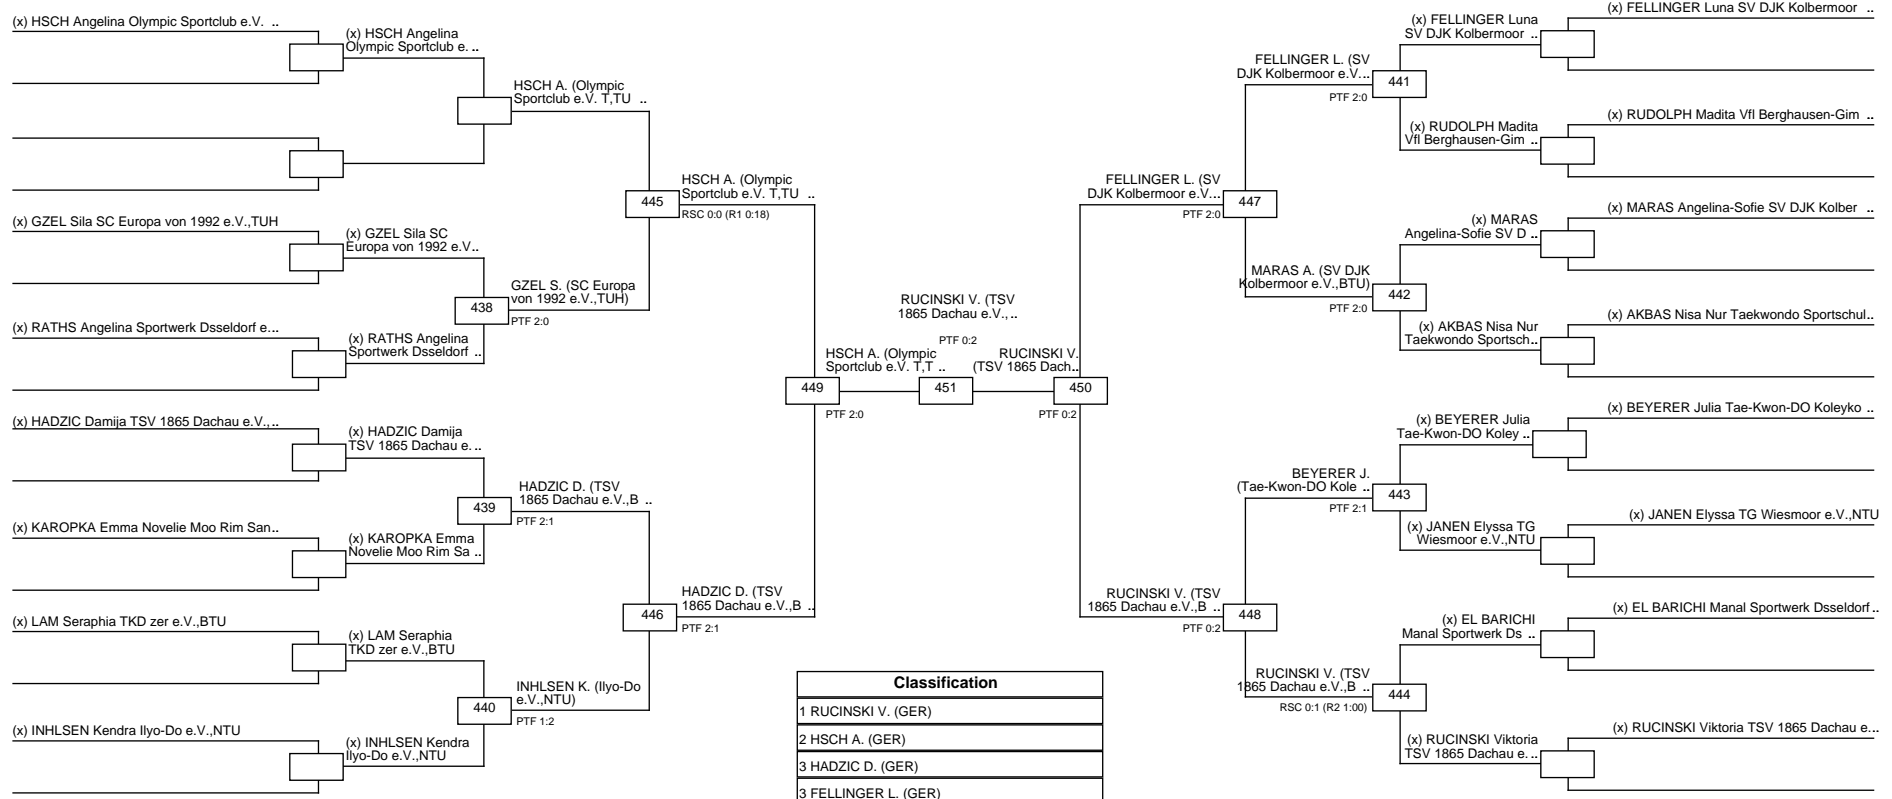 (x) HSCH Angelina Olympic Sportclub e.V. ..
(x) HSCH Angelina
Olympic Sportclub e. ..
HSCH A. (Olympic
Sportclub e.V. T,TU ..
HSCH A. (Olympic
Sportclub e.V. T,TU ..
445
RSC 0:0 (R1 0:18)
(x) GZEL Sila SC Europa von 1992 e.V.,TUH
(x) GZEL Sila SC
Europa von 1992 e.V..
GZEL S. (SC Europa
von 1992 e.V.,TUH)
438
PTF 2:0
(x) RATHS Angelina Sportwerk Dsseldorf e...
(x) RATHS Angelina
Sportwerk Dsseldorf ..
(x) HADZIC Damija TSV 1865 Dachau e.V.,..
(x) HADZIC Damija
TSV 1865 Dachau e. ..
HADZIC D. (TSV
1865 Dachau e.V.,B ..
439
PTF 2:1
(x) KAROPKA Emma Novelie Moo Rim San..
(x) KAROPKA Emma
Novelie Moo Rim Sa ..
HADZIC D. (TSV
1865 Dachau e.V.,B ..
446
PTF 2:1
(x) LAM Seraphia TKD zer e.V.,BTU
(x) LAM Seraphia
TKD zer e.V.,BTU
INHLSEN K. (Ilyo-Do
e.V.,NTU)
440
PTF 1:2
(x) INHLSEN Kendra Ilyo-Do e.V.,NTU
(x) INHLSEN Kendra
Ilyo-Do e.V.,NTU
HSCH A. (Olympic
Sportclub e.V. T,T ..
449
PTF 2:0
RUCINSKI V. (TSV
1865 Dachau e.V.,..
PTF 0:2
451
RUCINSKI V.
(TSV 1865 Dach..
450
PTF 0:2
(x) FELLINGER Luna SV DJK Kolbermoor ..
(x) FELLINGER Luna
SV DJK Kolbermoor ..
FELLINGER L. (SV
DJK Kolbermoor e.V...
441
PTF 2:0
(x) RUDOLPH Madita Vfl Berghausen-Gim ..
(x) RUDOLPH Madita
Vfl Berghausen-Gim ..
FELLINGER L. (SV
DJK Kolbermoor e.V...
447
PTF 2:0
(x) MARAS Angelina-Sofie SV DJK Kolber ..
(x) MARAS
Angelina-Sofie SV D ..
MARAS A. (SV DJK
Kolbermoor e.V.,BTU)
442
PTF 2:0
(x) AKBAS Nisa Nur Taekwondo Sportschul..
(x) AKBAS Nisa Nur
Taekwondo Sportsch..
(x) BEYERER Julia Tae-Kwon-DO Koleyko ..
(x) BEYERER Julia
Tae-Kwon-DO Koley ..
BEYERER J.
(Tae-Kwon-DO Kole ..
443
PTF 2:1
(x) JANEN Elyssa TG Wiesmoor e.V.,NTU
(x) JANEN Elyssa TG
Wiesmoor e.V.,NTU
RUCINSKI V. (TSV
1865 Dachau e.V.,B ..
448
PTF 0:2
(x) EL BARICHI Manal Sportwerk Dsseldorf ..
(x) EL BARICHI
Manal Sportwerk Ds ..
RUCINSKI V. (TSV
1865 Dachau e.V.,B ..
444
RSC 0:1 (R2 1:00)
(x) RUCINSKI Viktoria TSV 1865 Dachau e...
(x) RUCINSKI Viktoria
TSV 1865 Dachau e. ..
Classification
1 RUCINSKI V. (GER)
2 HSCH A. (GER)
3 HADZIC D. (GER)
3 FELLINGER L. (GER)